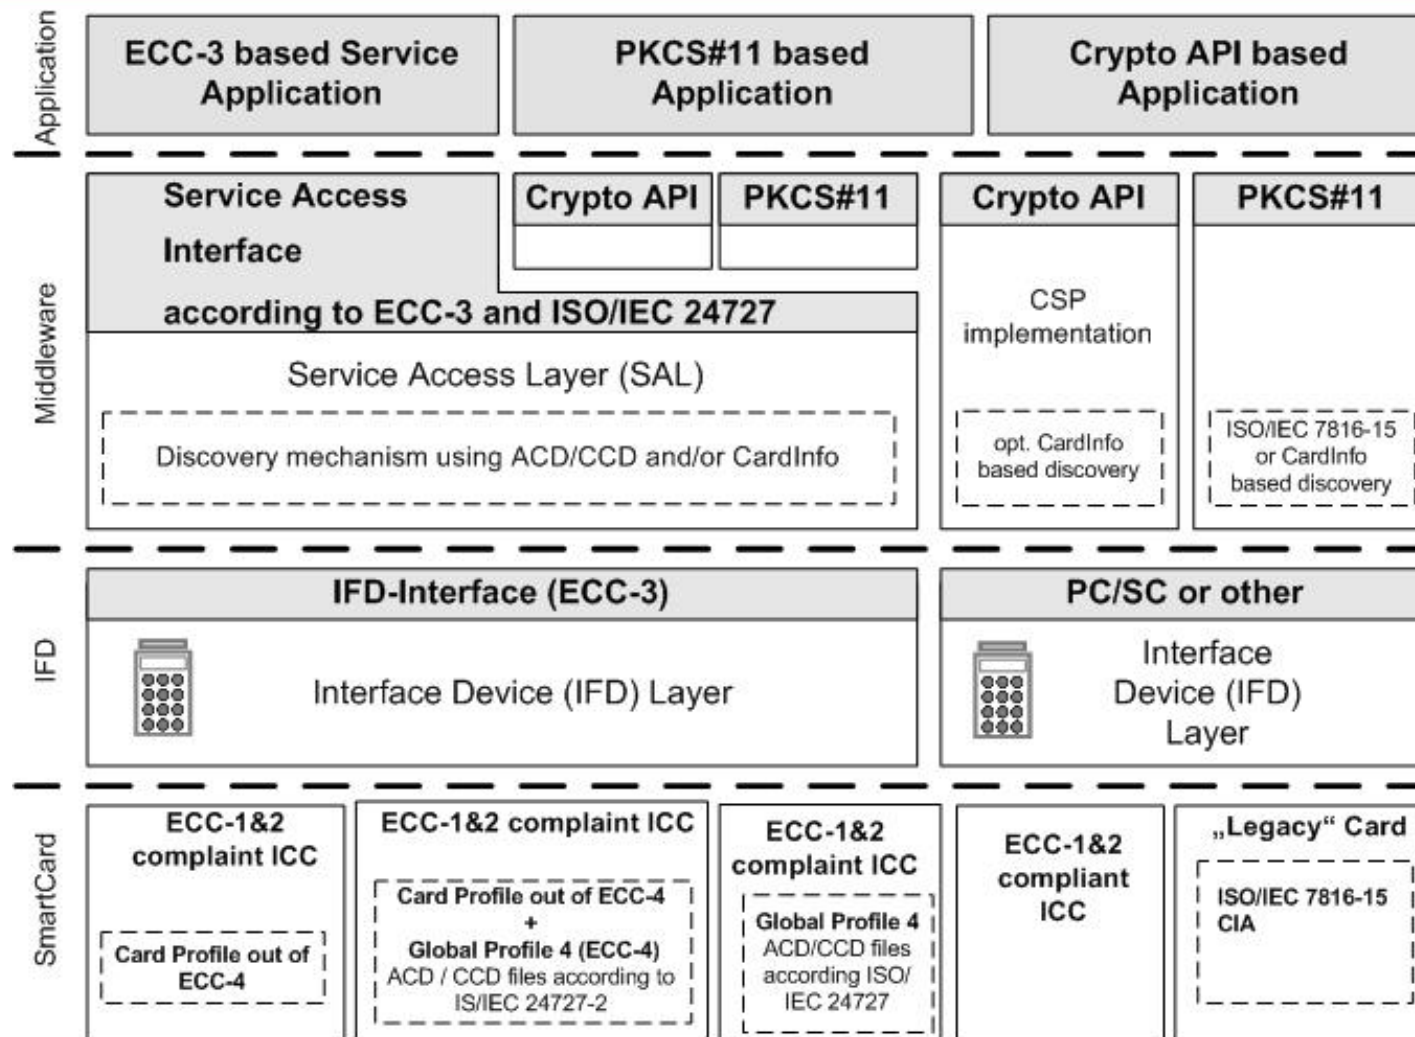 Application
ECC-3 based Service
Application
PKCS#11 based
Application
Crypto API based
Application
Middleware
Service Access
Interface
according to ECC-3 and ISO/IEC 24727
Crypto API
PKCS#11
Service Access Layer (SAL)
Discovery mechanism using ACD/CCD and/or CardInfo
Crypto API
CSP
implementation
opt. CardInfo
based discovery
PKCS#11
ISO/IEC 7816-15
or CardInfo
based discovery
IFD
IFD-Interface (ECC-3)
Interface Device (IFD) Layer
PC/SC or other
Interface
Device (IFD)
Layer
SmartCard
ECC-1&2
complaint ICC
Card Profile out of
ECC-4
ECC-1&2 complaint ICC
Card Profile out of ECC-4
+
Global Profile 4 (ECC-4)
ACD / CCD files according to
IS/IEC 24727-2
ECC-1&2
complaint ICC
Global Profile 4
ACD/CCD files
according ISO/
IEC 24727
ECC-1&2
compliant
ICC
„Legacy“ Card
ISO/IEC 7816-15
CIA